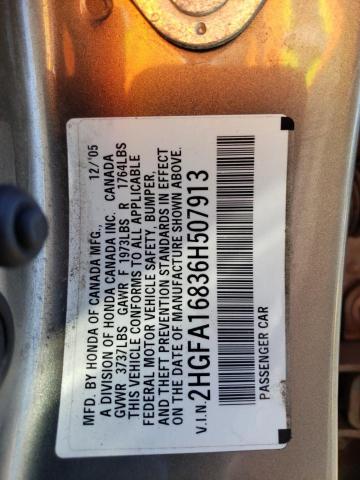 MFD. BY HONDA OF CANADA MFG., 12/'05
A DIVISION OF HONDA CANADA INC. CANADA
GVWR 3737LBS GAWR F 1973LBS R 1764LBS
THIS VEHICLE CONFORMS TO ALL APPLICABLE
FEDERAL MOTOR VEHICLE SAFETY, BUMPER,
AND THEFT PREVENTION STANDARDS IN EFFECT
ON THE DATE OF MANUFACTURE SHOWN ABOVE.
V.I.N. 2HGFA16836H507913
PASSENGER CAR